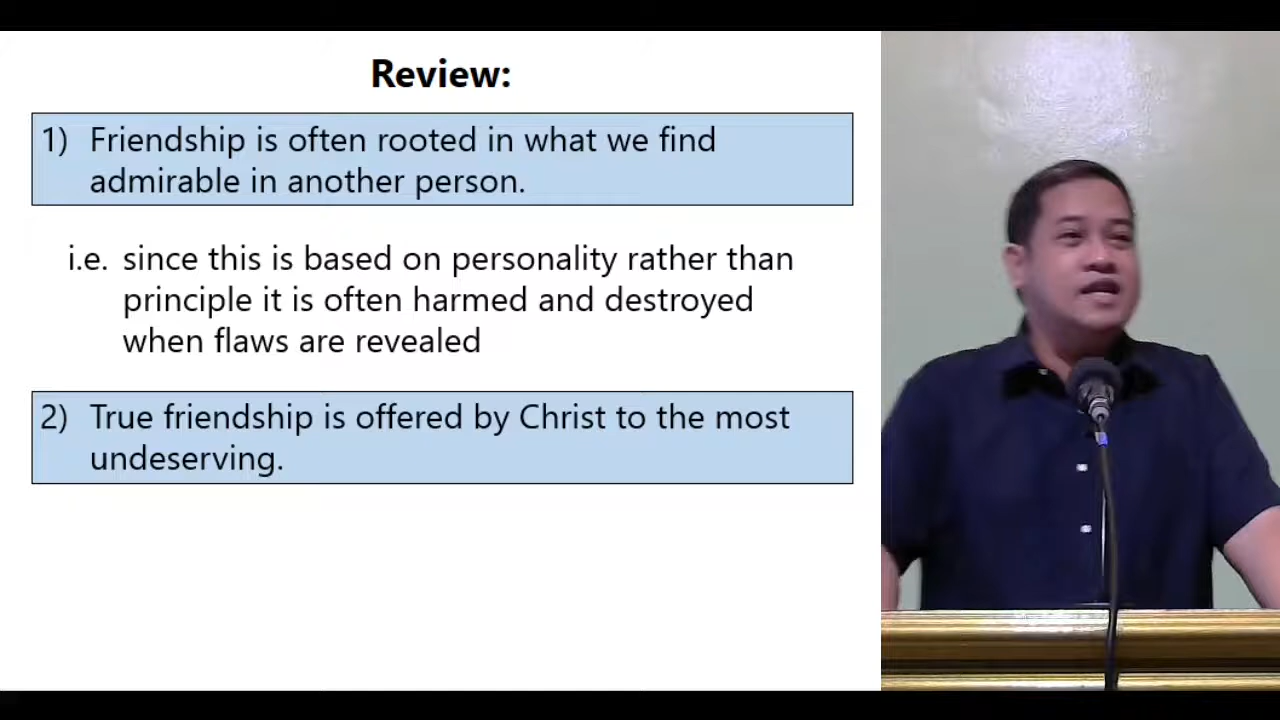 Review:
1) Friendship is often rooted in what we find
admirable in another person.
i.e. since this is based on personality rather than
principle it is often harmed and destroyed
when flaws are revealed
2) True friendship is offered by Christ to the most
undeserving.